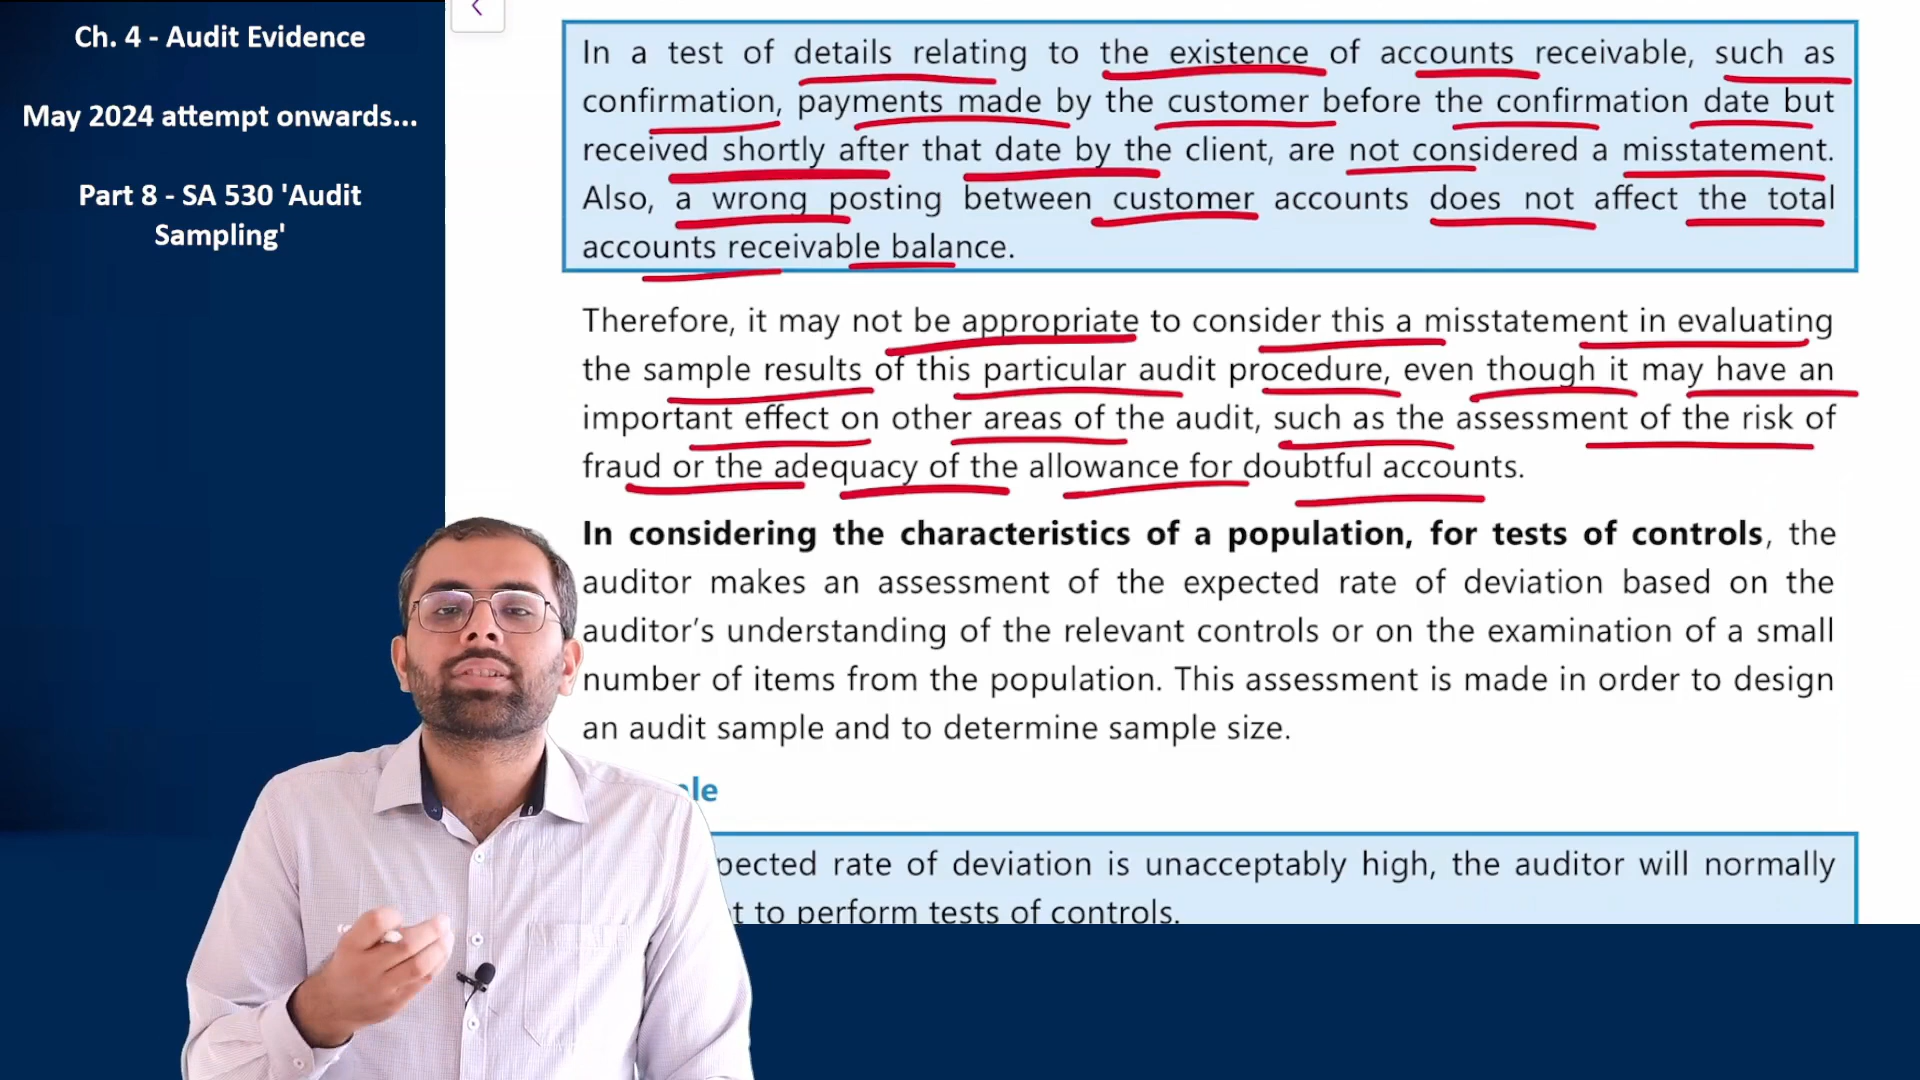 Ch. 4 - Audit Evidence
May 2024 attempt onwards...
Part 8 - SA 530 'Audit
Sampling'
In a test of details relating to the existence of accounts receivable, such as
confirmation, payments made by the customer before the confirmation date but
received shortly after that date by the client, are not considered a misstatement.
Also, a wrong posting between customer accounts does not affect the total
accounts receivable balance.
Therefore, it may not be appropriate to consider this a misstatement in evaluating
the sample results of this particular audit procedure, even though it may have an
important effect on other areas of the audit, such as the assessment of the risk of
fraud or the adequacy of the allowance for doubtful accounts.
In considering the characteristics of a population, for tests of controls, the
auditor makes an assessment of the expected rate of deviation based on the
auditor’s understanding of the relevant controls or on the examination of a small
number of items from the population. This assessment is made in order to design
an audit sample and to determine sample size.
rate of deviation is unacceptably high, the auditor will normally
to perform tests of controls.